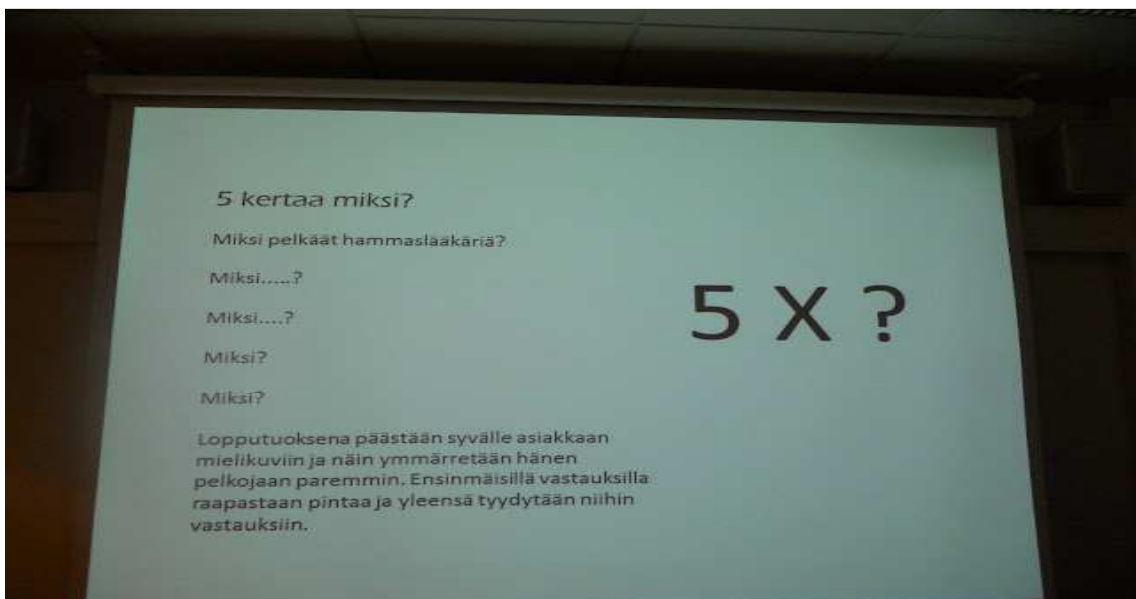 5 kertaa miksi?
Miksi pelkäät hammaslääkäriä?
Miksi.....?
Miksi....?
Miksi?
Miksi?
5 X ?
Lopputuoksena päästään syvälle asiakkaan
mielikuviin ja näin ymmärretään hänen
pelkojaan paremmin. Ensinmäisillä vastauksilla
raapastaan pintaa ja yleensä tyydytään niihin
vastauksiin.